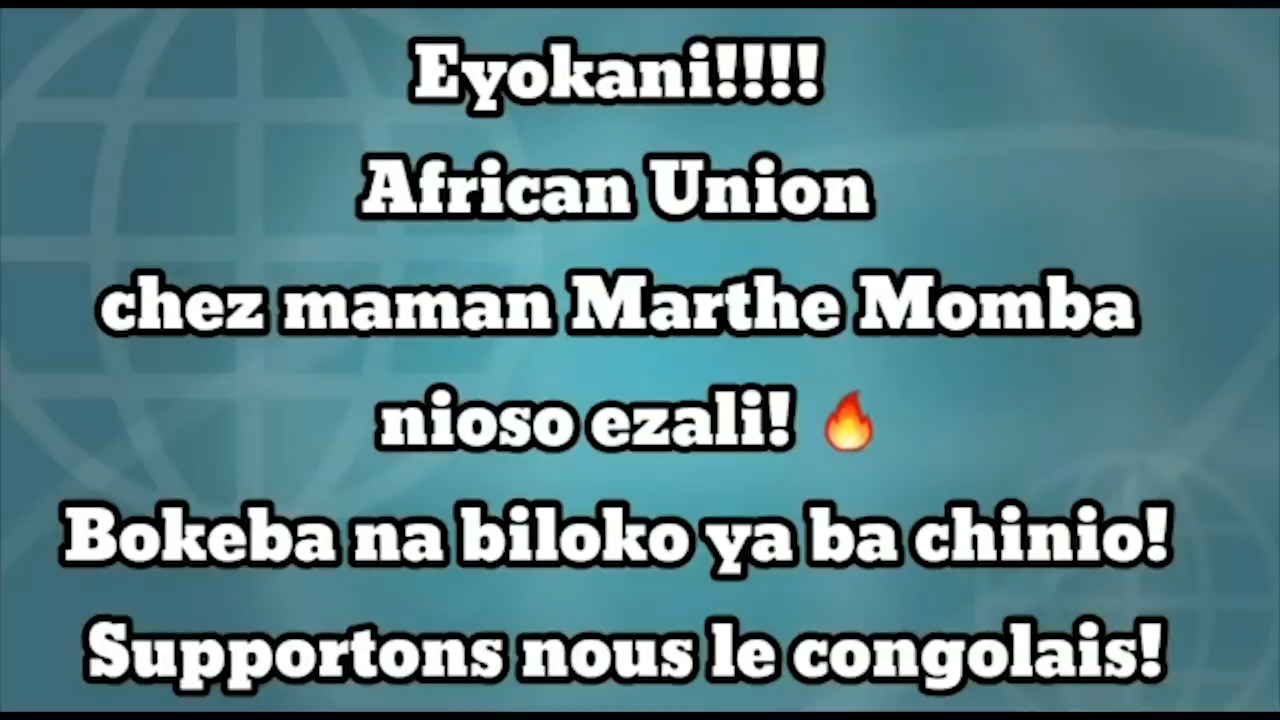 Eyokani!!!!
African Union
chez maman Marthe Momba
nioso ezali! 🔥
Bokeba na biloko ya ba chinio!
Supportons nous le congolais!